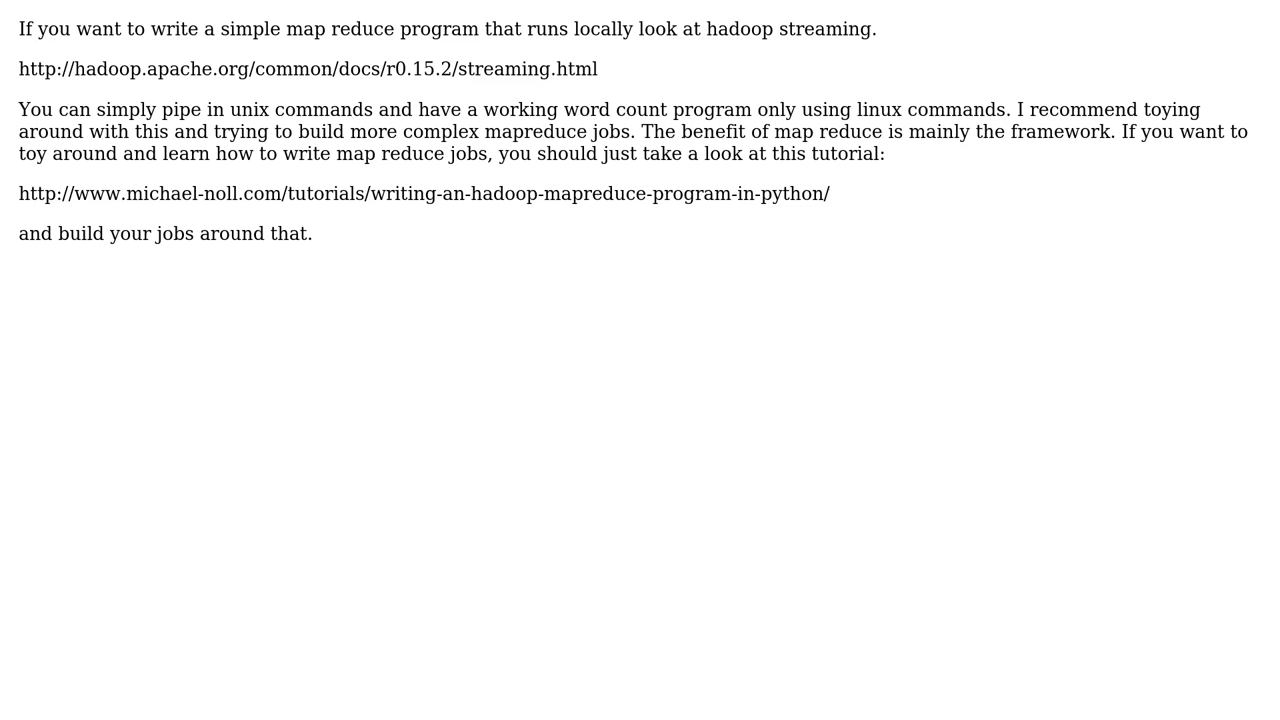 If you want to write a simple map reduce program that runs locally look at hadoop streaming.
http://hadoop.apache.org/common/docs/r0.15.2/streaming.html
You can simply pipe in unix commands and have a working word count program only using linux commands. I recommend toying
around with this and trying to build more complex mapreduce jobs. The benefit of map reduce is mainly the framework. If you want to
toy around and learn how to write map reduce jobs, you should just take a look at this tutorial:
http://www.michael-noll.com/tutorials/writing-an-hadoop-mapreduce-program-in-python/
and build your jobs around that.